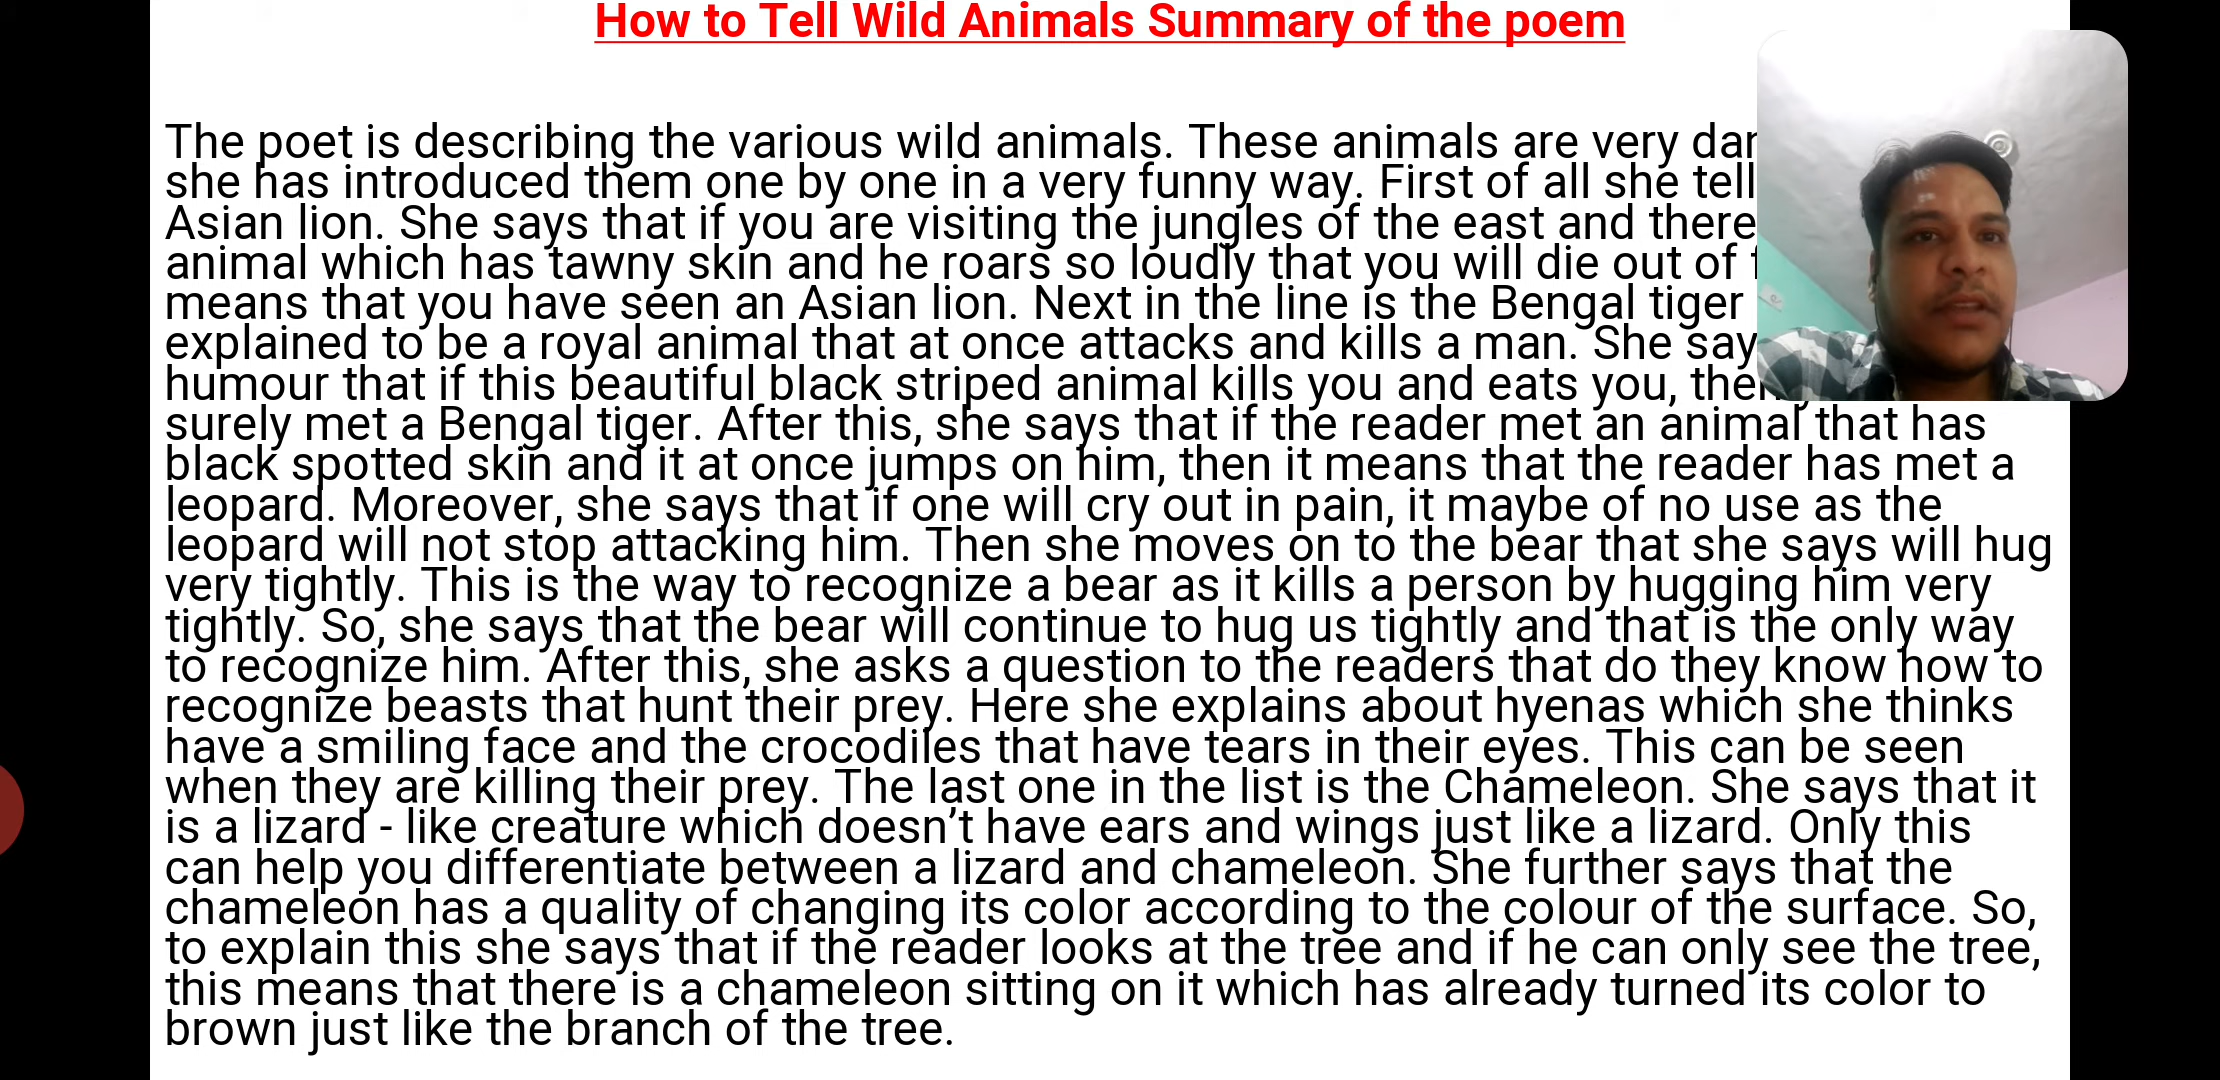 How to Tell Wild Animals Summary of the poem
The poet is describing the various wild animals. These animals are very
she has introduced them one by one in a very funny way. First of all she
Asian lion. She says that if you are visiting the jungles of the east and there
animal which has tawny skin and he roars so loudly that you will die out of
means that you have seen an Asian lion. Next in the line is the Bengal tiger
explained to be a royal animal that at once attacks and kills a man. She
humour that if this beautiful black striped animal kills you and eats you,
surely met a Bengal tiger. After this, she says that if the reader met an animal that has
black spotted skin and it at once jumps on him, then it means that the reader has met a
leopard. Moreover, she says that if one will cry out in pain, it maybe of no use as the
leopard will not stop attacking him. Then she moves on to the bear that she says will hug
very tightly. This is the way to recognize a bear as it kills a person by hugging him very
tightly. So, she says that the bear will continue to hug us tightly and that is the only way
to recognize him. After this, she asks a question to the readers that do they know how to
recognize beasts that hunt their prey. Here she explains about hyenas which she thinks
have a smiling face and the crocodiles that have tears in their eyes. This can be seen
when they are killing their prey. The last one in the list is the Chameleon. She says that it
is a lizard - like creature which doesn’t have ears and wings just like a lizard. Only this
can help you differentiate between a lizard and chameleon. She further says that the
chameleon has a quality of changing its color according to the colour of the surface. So,
to explain this she says that if the reader looks at the tree and if he can only see the tree,
this means that there is a chameleon sitting on it which has already turned its color to
brown just like the branch of the tree.